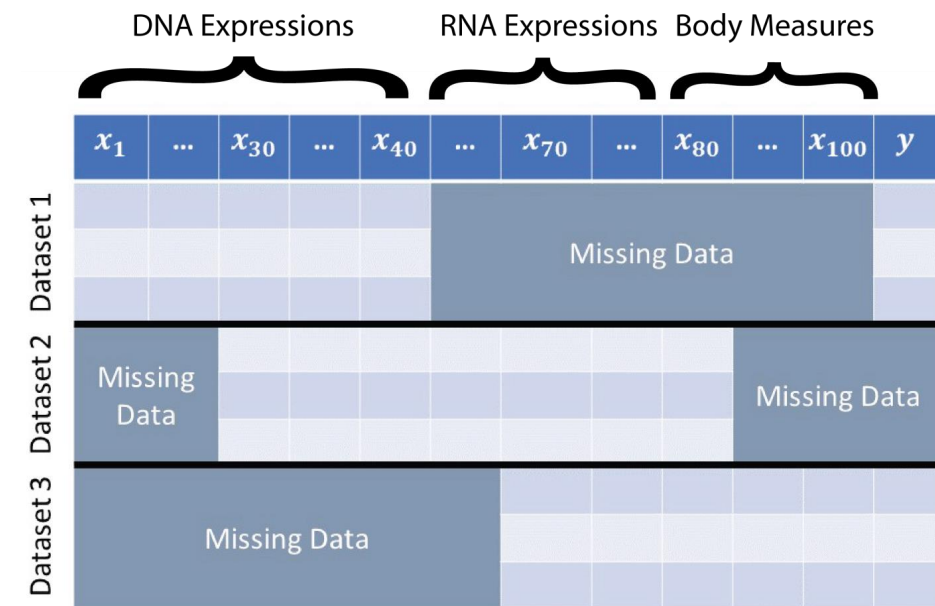 DNA Expressions RNA Expressions Body Measures
x₁ ... x₃₀ ... x₄₀ ... x₇₀ ... x₈₀ ... x₁₀₀ y
Dataset 1
Missing Data
Dataset 2
Missing
Data
Missing Data
Dataset 3
Missing Data